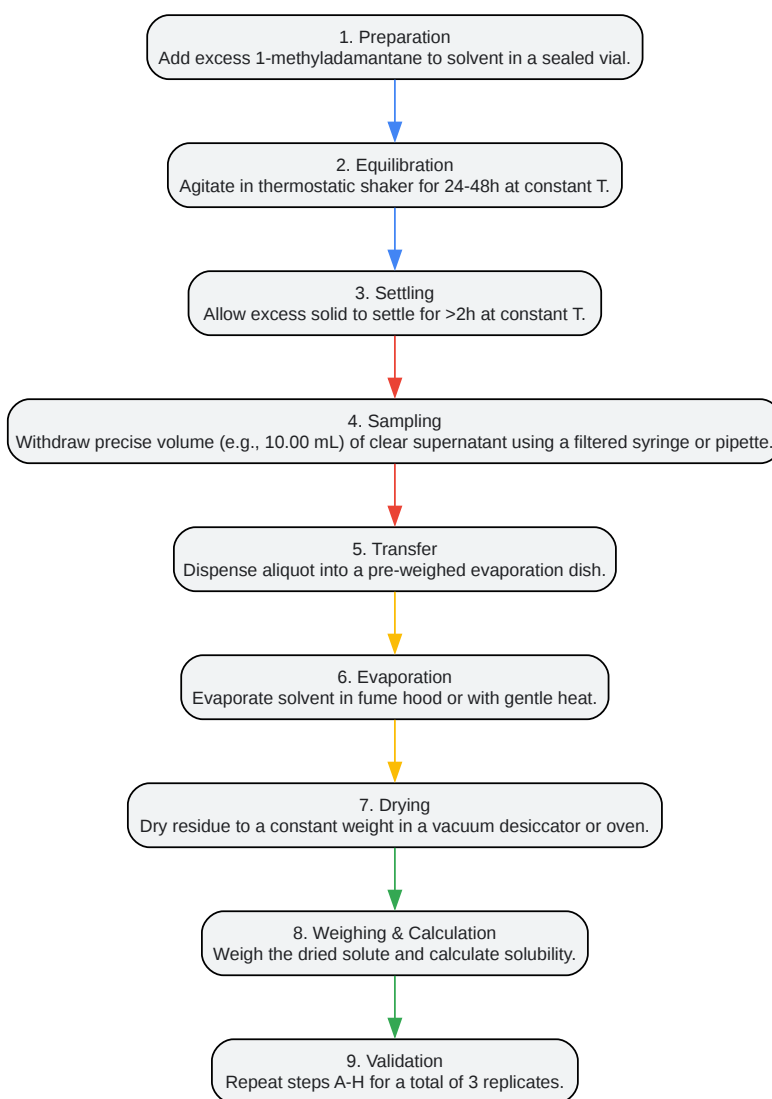 1. Preparation
Add excess 1-methyladamantane to solvent in a sealed vial.
2. Equilibration
Agitate in thermostatic shaker for 24-48h at constant T.
3. Settling
Allow excess solid to settle for >2h at constant T.
4. Sampling
Withdraw precise volume (e.g., 10.00 mL) of clear supernatant using a filtered syringe or pipette.
5. Transfer
Dispense aliquot into a pre-weighed evaporation dish.
6. Evaporation
Evaporate solvent in fume hood or with gentle heat.
7. Drying
Dry residue to a constant weight in a vacuum desiccator or oven.
8. Weighing & Calculation
Weigh the dried solute and calculate solubility.
9. Validation
Repeat steps A-H for a total of 3 replicates.